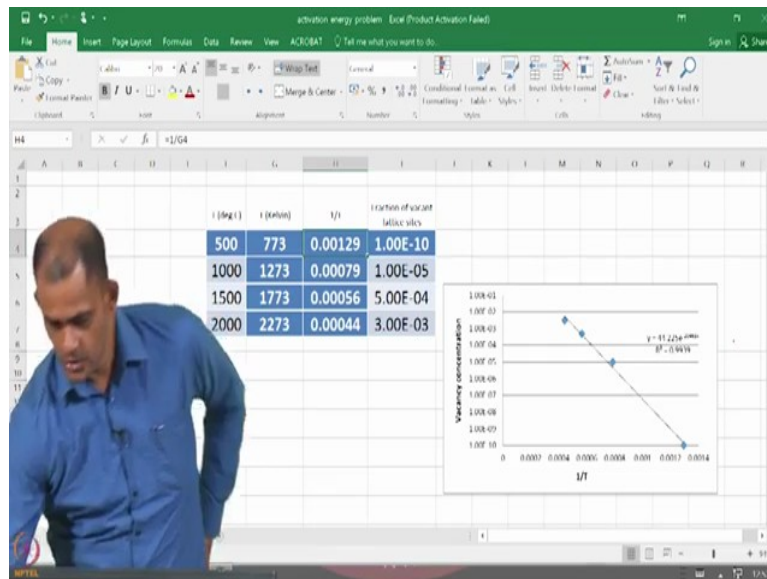 activation energy problem - Excel (Product Activation Failed)
File Home Insert Page Layout Formulas Data Review View ACROBAT Tell me what you want to do... Sign in Share
Cut
Copy
Format Painter
Paste
Calibri 20
B I U
Wrap Text
Merge & Center
General
Conditional Formatting
Format as Table
Cell Styles
Insert Delete Format
AutoSum
Fill
Clear
Sort & Find &
Filter Select
Clipboard Font Alignment Number Styles Cells Editing
H4 fx =1/G4
T (Kelvin) 1/T Fraction of vacant lattice sites
500 773 0.00129 1.00E-10
1000 1273 0.00079 1.00E-05
1500 1773 0.00056 5.00E-04
2000 2273 0.00044 3.00E-03
Vacancy concentration
1.00E-01
1.00E-02
1.00E-03
1.00E-04
1.00E-05
1.00E-06
1.00E-07
1.00E-08
1.00E-09
1.00E-10
R² = 0.9939
0 0.0002 0.0004 0.0006 0.0008 0.001 0.0012 0.0014
1/T
NPTEL